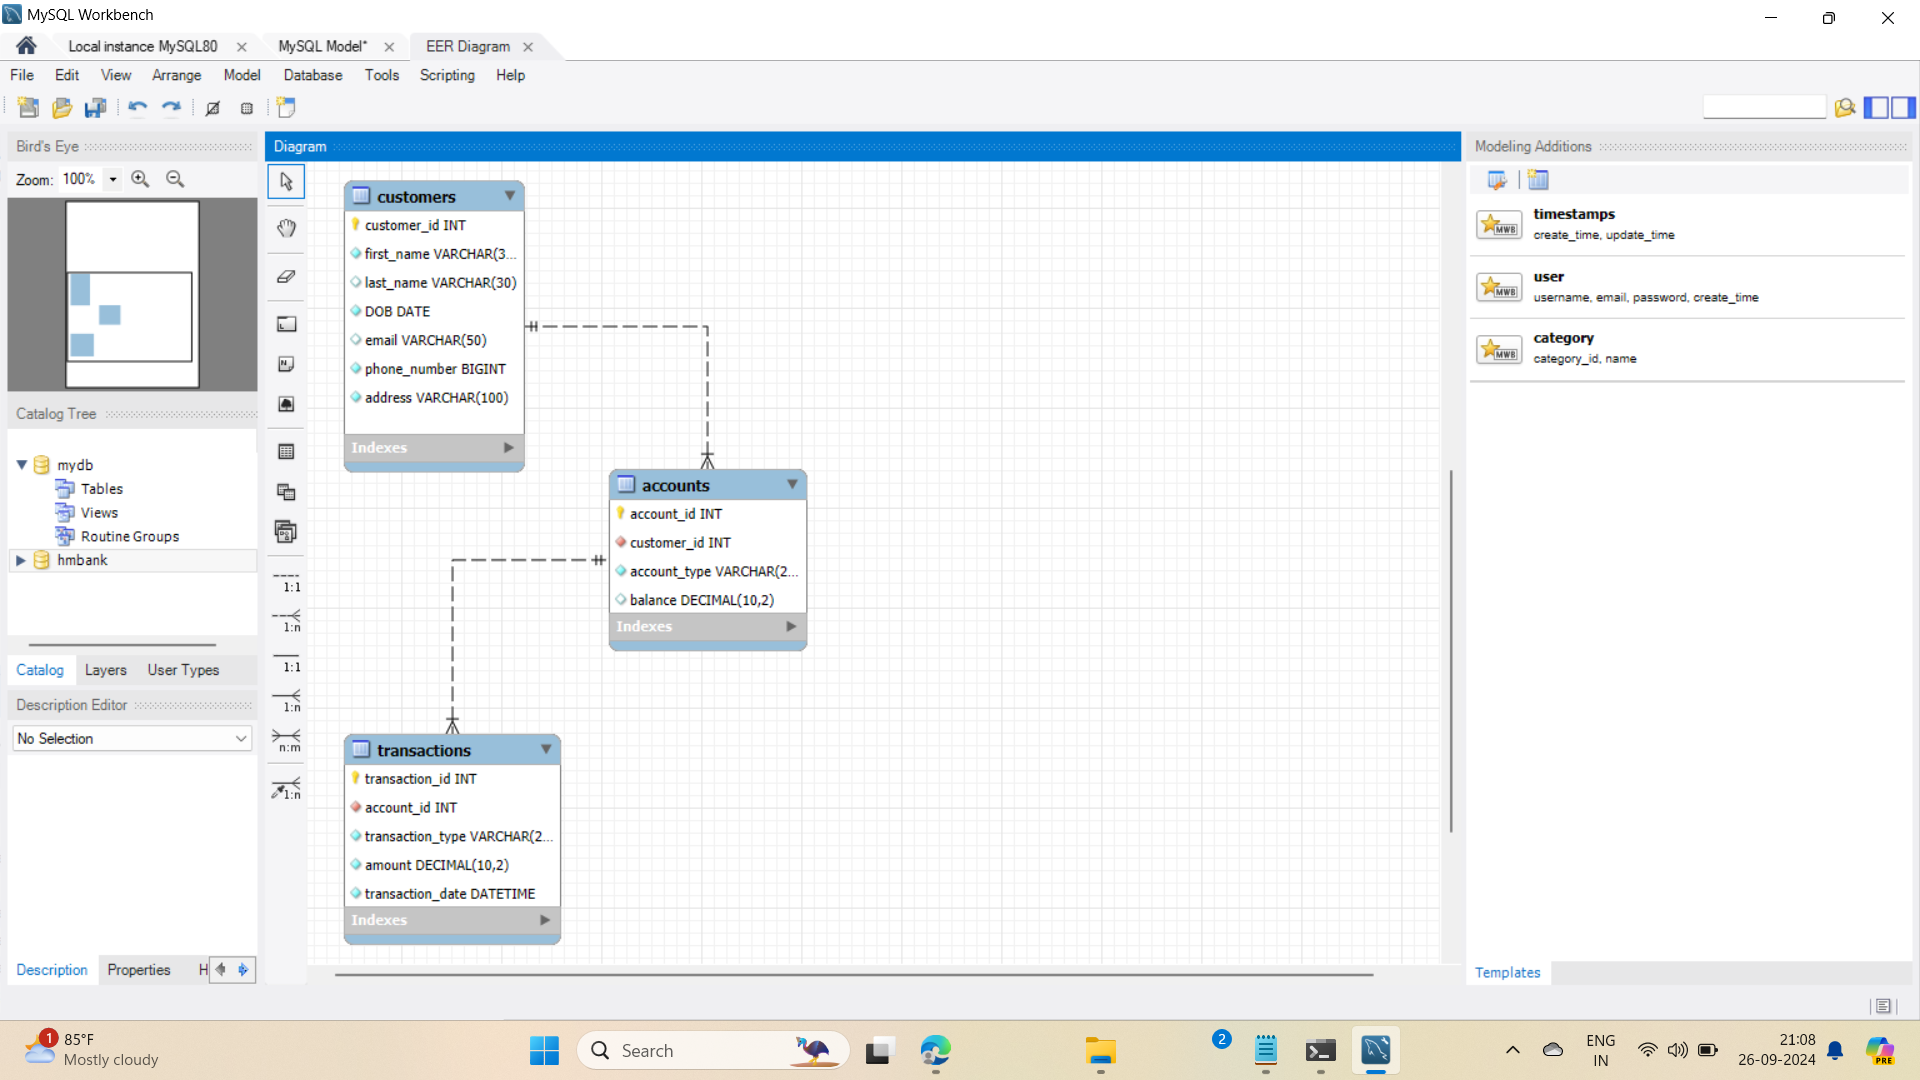 MySQL Workbench
Local instance MySQL80
MySQL Model*
EER Diagram
File Edit View Arrange Model Database Tools Scripting Help
Bird's Eye
Zoom: 100%
Catalog Tree
mydb
Tables
Views
Routine Groups
hmbank
Catalog Layers User Types
Description Editor
No Selection
Description Properties H
Diagram
1:1
1:n
1:1
1:n
n:m
1:n
customers
customer_id INT
first_name VARCHAR(3...
last_name VARCHAR(30)
DOB DATE
email VARCHAR(50)
phone_number BIGINT
address VARCHAR(100)
Indexes
accounts
account_id INT
customer_id INT
account_type VARCHAR(2...
balance DECIMAL(10,2)
Indexes
transactions
transaction_id INT
account_id INT
transaction_type VARCHAR(2...
amount DECIMAL(10,2)
transaction_date DATETIME
Indexes
Modeling Additions
MWB
timestamps
create_time, update_time
MWB
user
username, email, password, create_time
MWB
category
category_id, name
Templates
1
85°F
Mostly cloudy
Search
2
ENG
IN
21:08
26-09-2024
PRE